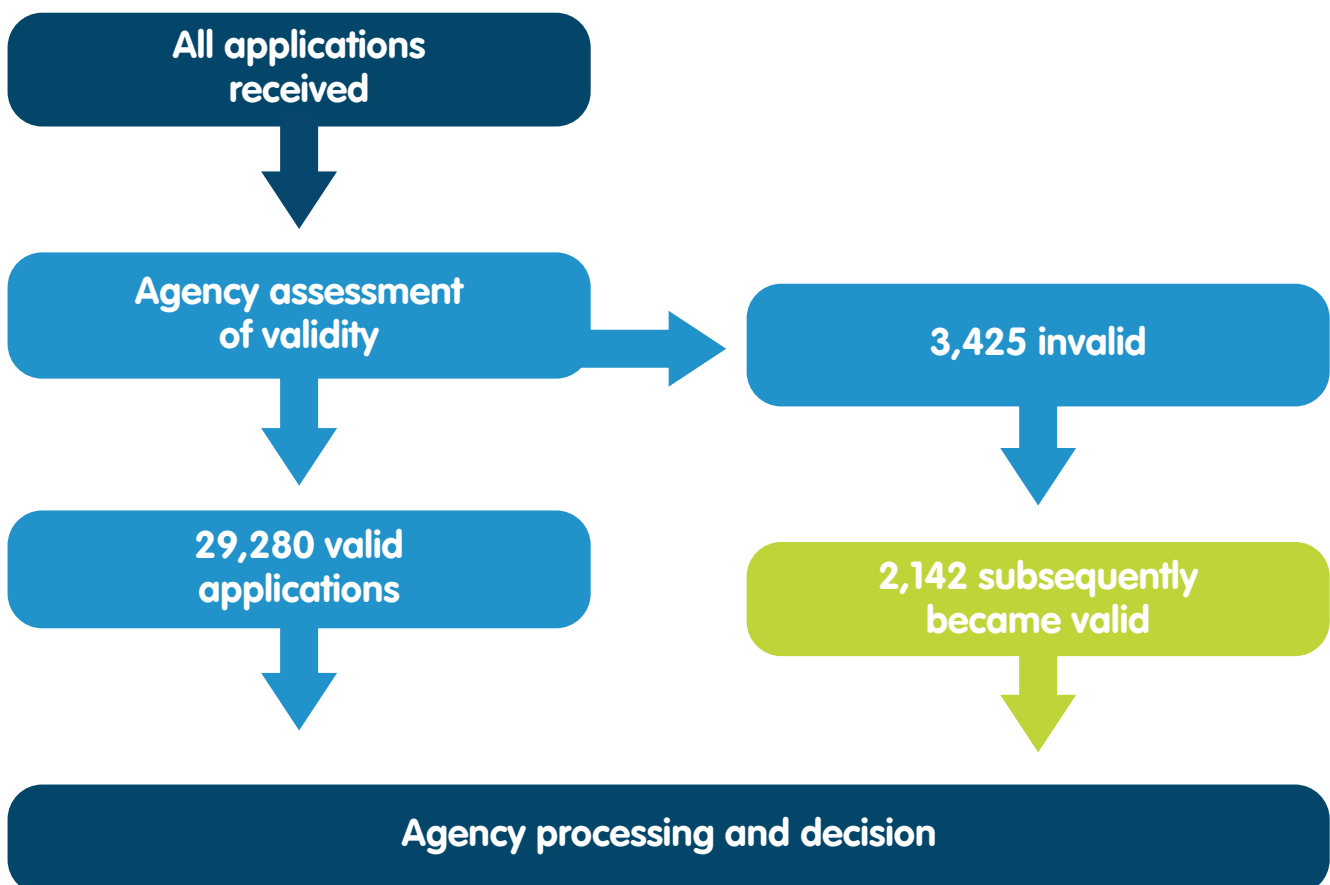 All applications
received
Agency assessment
of validity
3,425 invalid
29,280 valid
applications
2,142 subsequently
became valid
Agency processing and decision